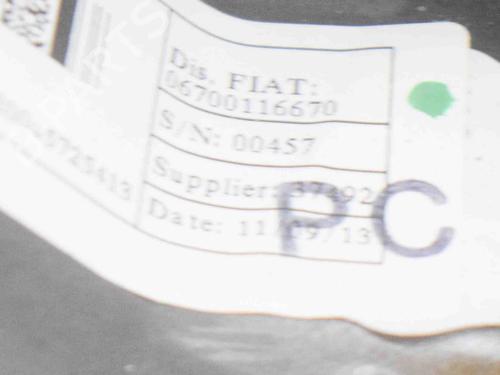 Dis. FIAT:
06700116670
S/N: 00457
Supplier: 37492
Date: 11/09/13
PC